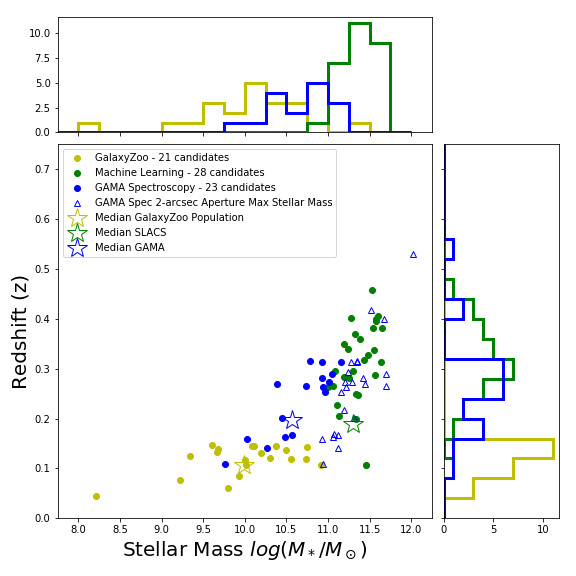 10.0
7.5
5.0
2.5
0.0
GalaxyZoo - 21 candidates
Machine Learning - 28 candidates
GAMA Spectroscopy - 23 candidates
GAMA Spec 2-arcsec Aperture Max Stellar Mass
Median GalaxyZoo Population
Median SLACS
Median GAMA
0.7
0.6
0.5
0.4
0.3
0.2
0.1
0.0
Redshift (z)
8.0 8.5 9.0 9.5 10.0 10.5 11.0 11.5 12.0
0 5 10
Stellar Mass log(M*/M⊙)